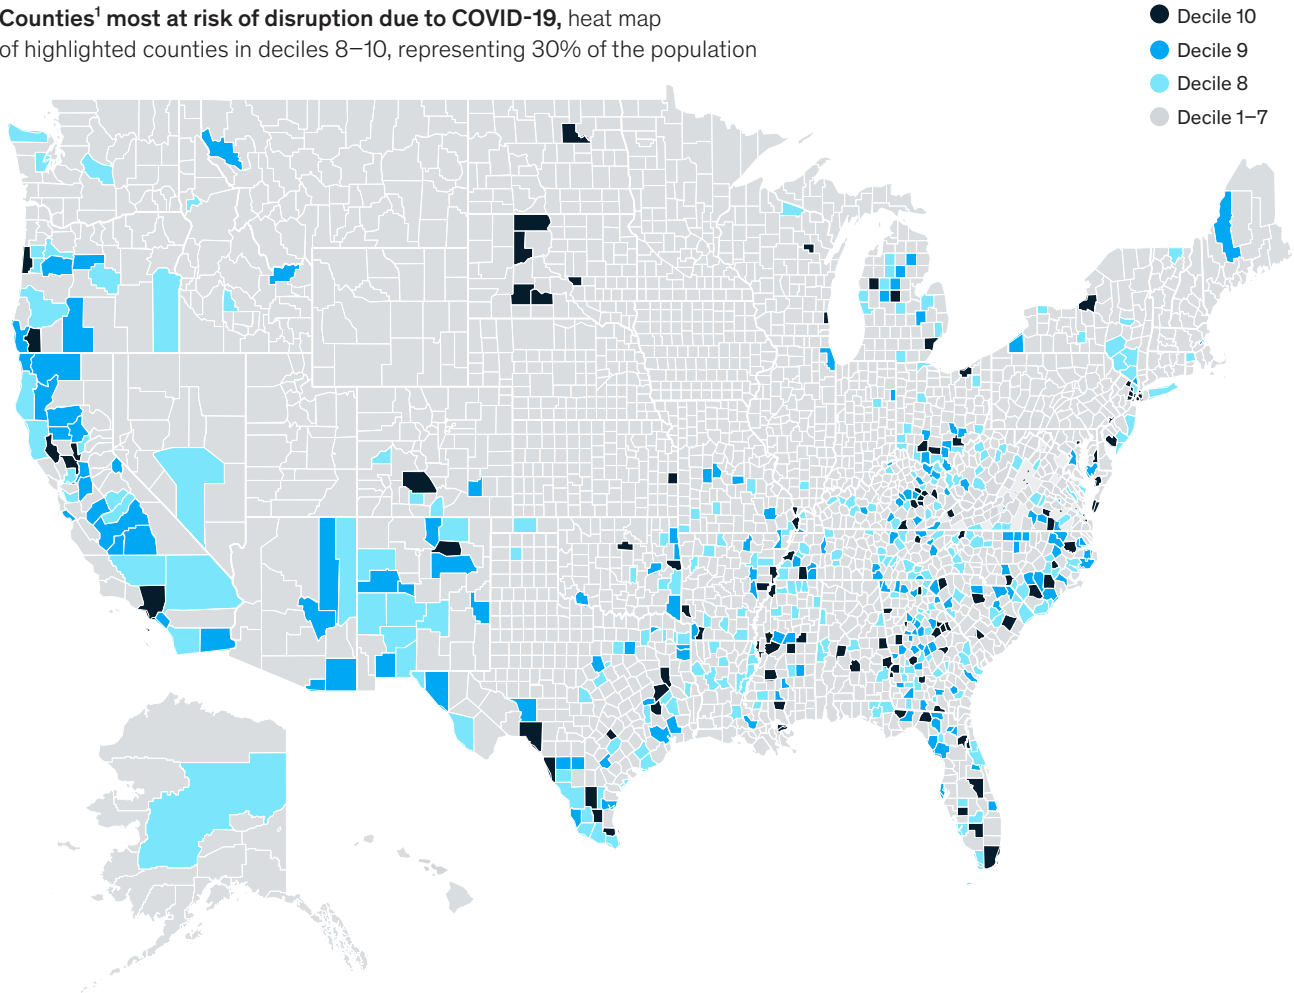 Counties¹ most at risk of disruption due to COVID-19, heat map
of highlighted counties in deciles 8–10, representing 30% of the population
Decile 10
Decile 9
Decile 8
Decile 1–7